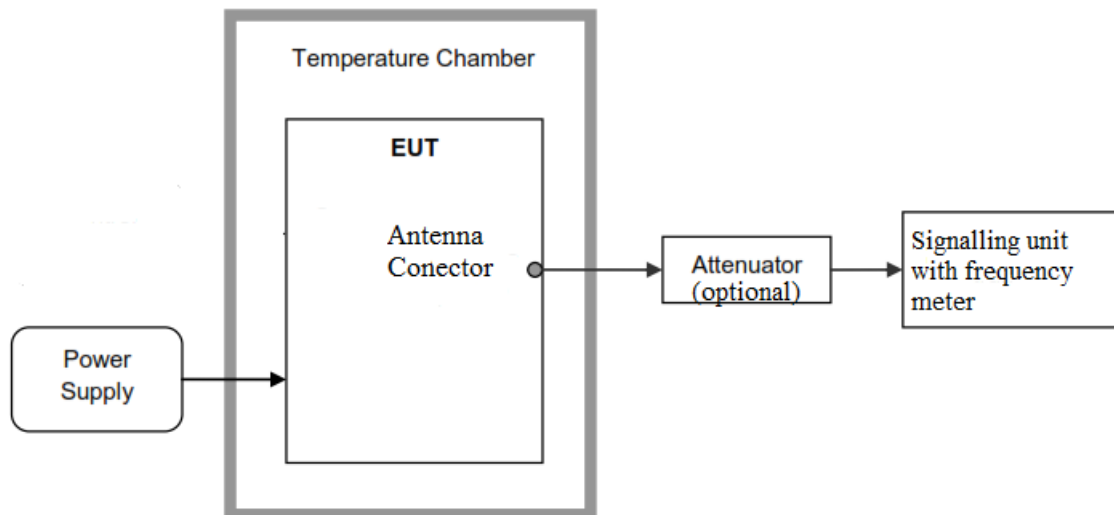 Temperature Chamber
EUT
Antenna
Conector
Attenuator
(optional)
Signalling unit
with frequency
meter
Power
Supply